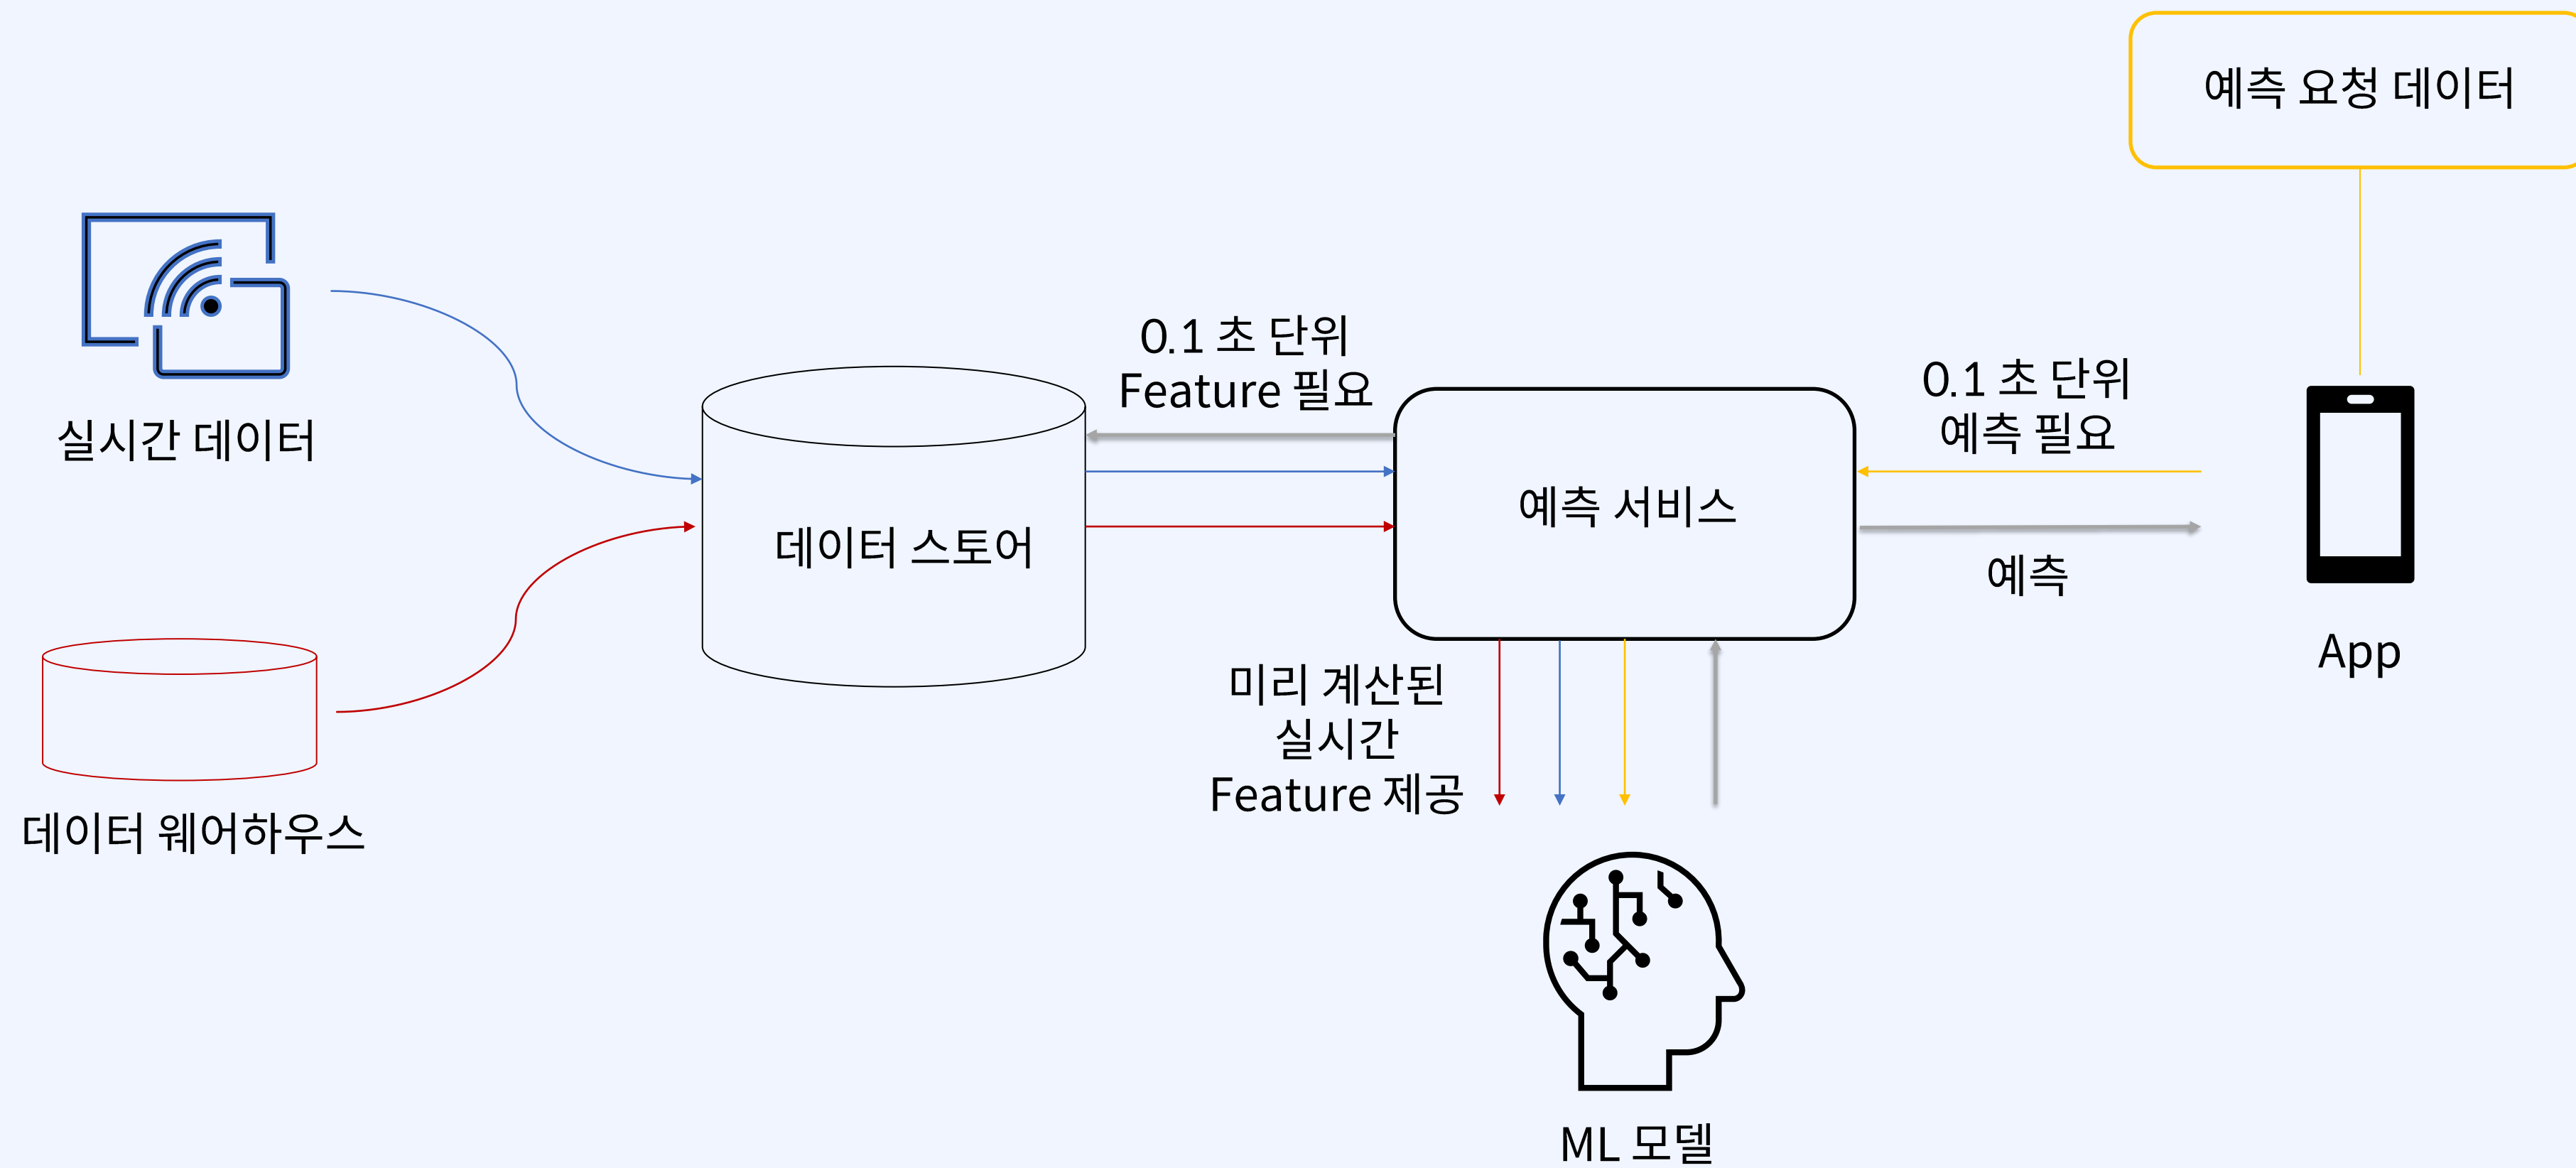 예측 요청 데이터
실시간 데이터
데이터 웨어하우스
데이터 스토어
0.1 초 단위
Feature 필요
예측 서비스
0.1 초 단위
예측 필요
예측
App
미리 계산된
실시간
Feature 제공
ML 모델